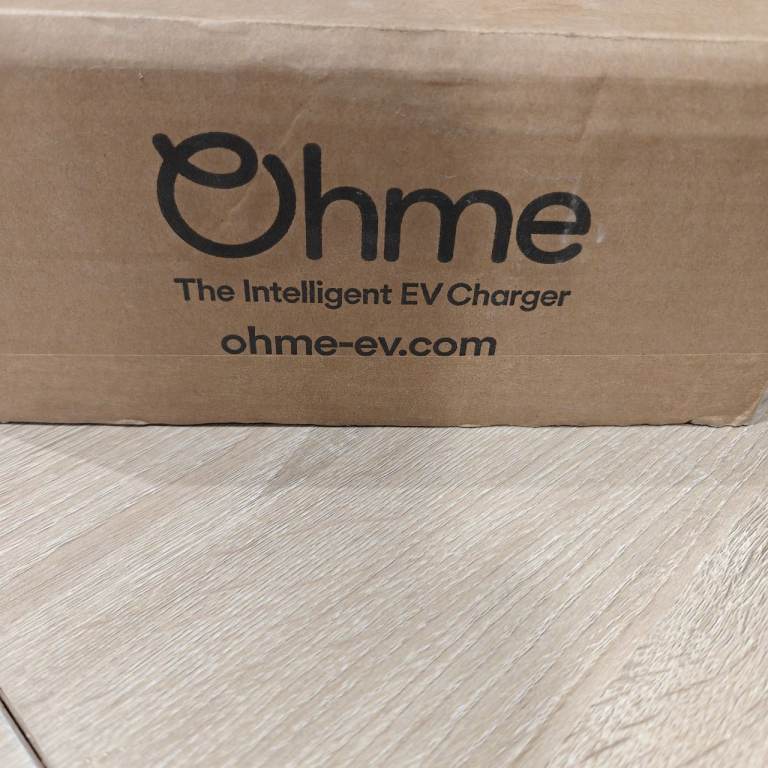 Ohme
The Intelligent EV Charger
ohme-ev.com